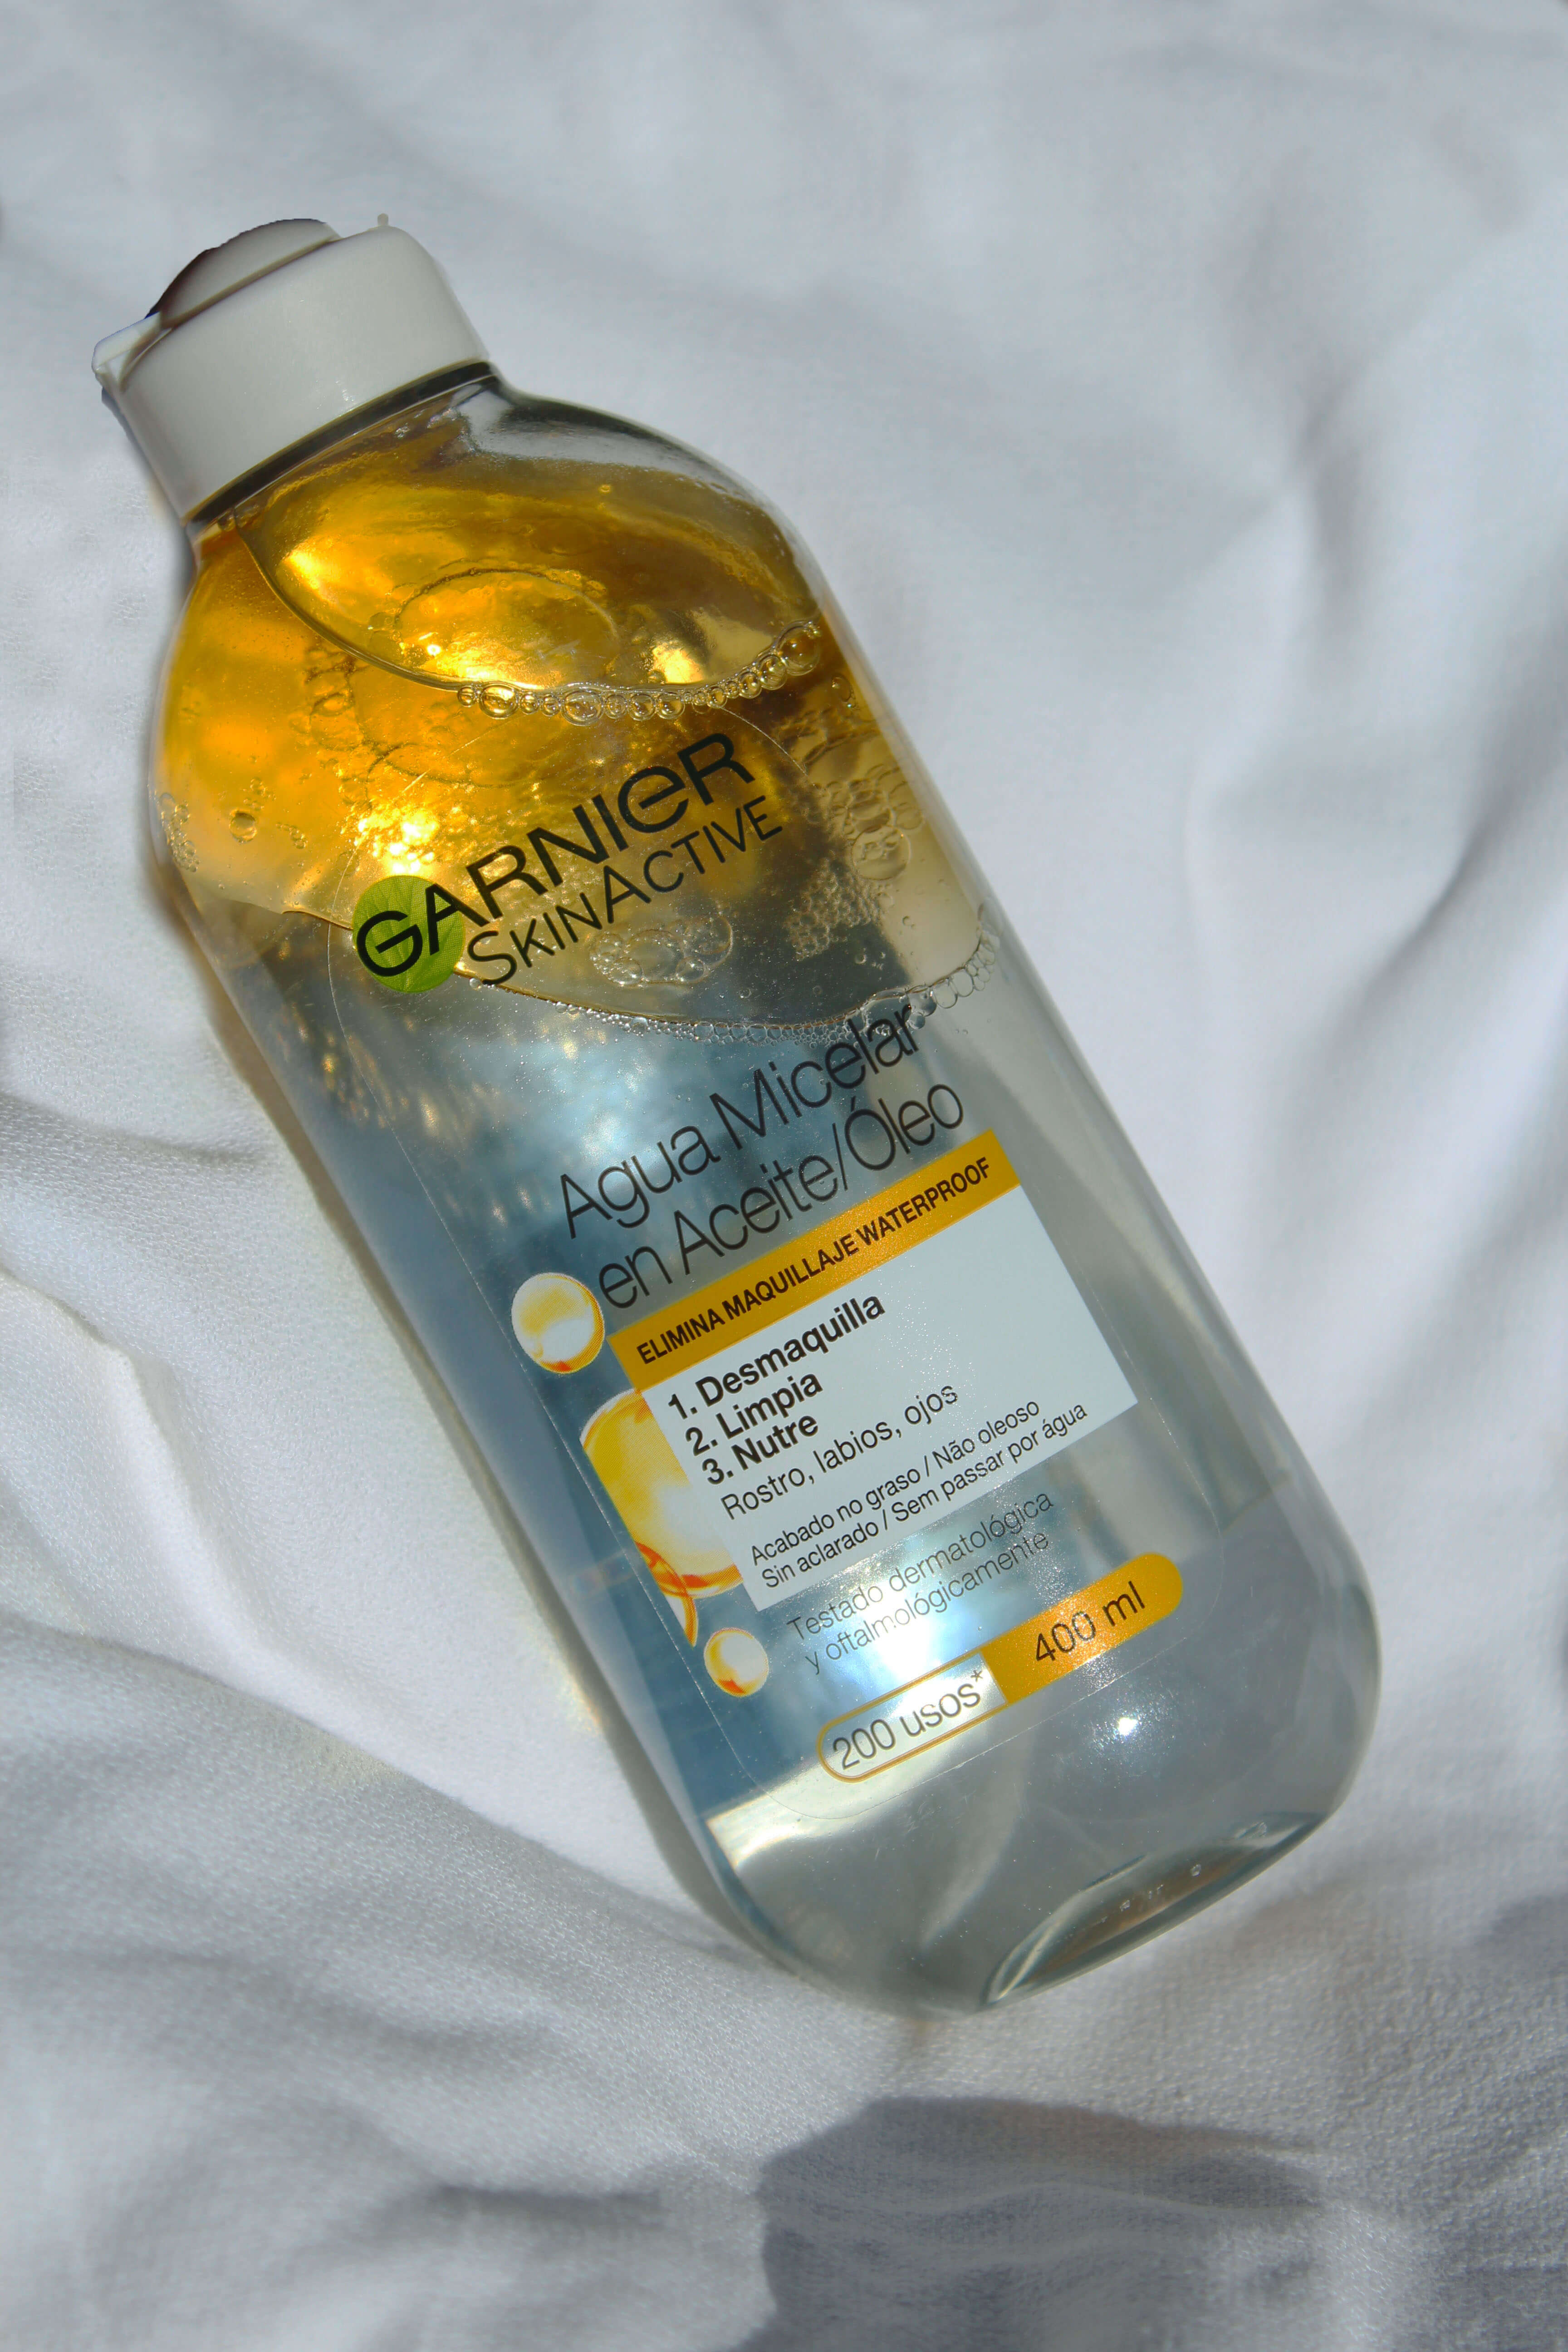 GARNIER
SKINACTIVE
Agua Micelar
en Aceite/Óleo
ELIMINA MAQUILLAJE WATERPROOF
1. Desmaquilla
2. Limpia
3. Nutre
Rostro, labios, ojos
Acabado no graso / Não oleoso
Sin aclarado / Sem passar por água
Testado dermatológica
y oftalmológicamente
200 usos* 400 ml